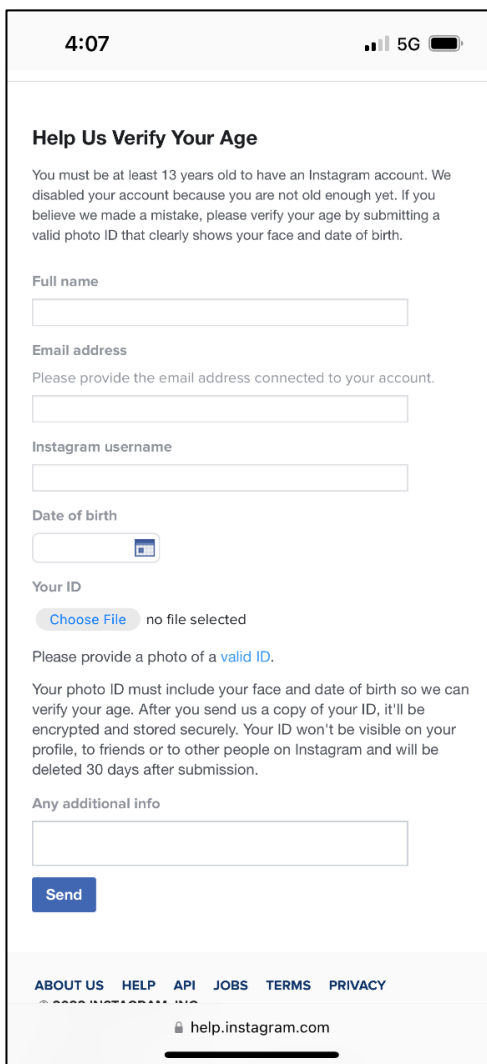 4:07 5G
Help Us Verify Your Age
You must be at least 13 years old to have an Instagram account. We
disabled your account because you are not old enough yet. If you
believe we made a mistake, please verify your age by submitting a
valid photo ID that clearly shows your face and date of birth.
Full name
Email address
Please provide the email address connected to your account.
Instagram username
Date of birth
Your ID
Choose File no file selected
Please provide a photo of a valid ID.
Your photo ID must include your face and date of birth so we can
verify your age. After you send us a copy of your ID, it'll be
encrypted and stored securely. Your ID won't be visible on your
profile, to friends or to other people on Instagram and will be
deleted 30 days after submission.
Any additional info
Send
ABOUT US HELP API JOBS TERMS PRIVACY
INSTAGRAM, INC
help.instagram.com